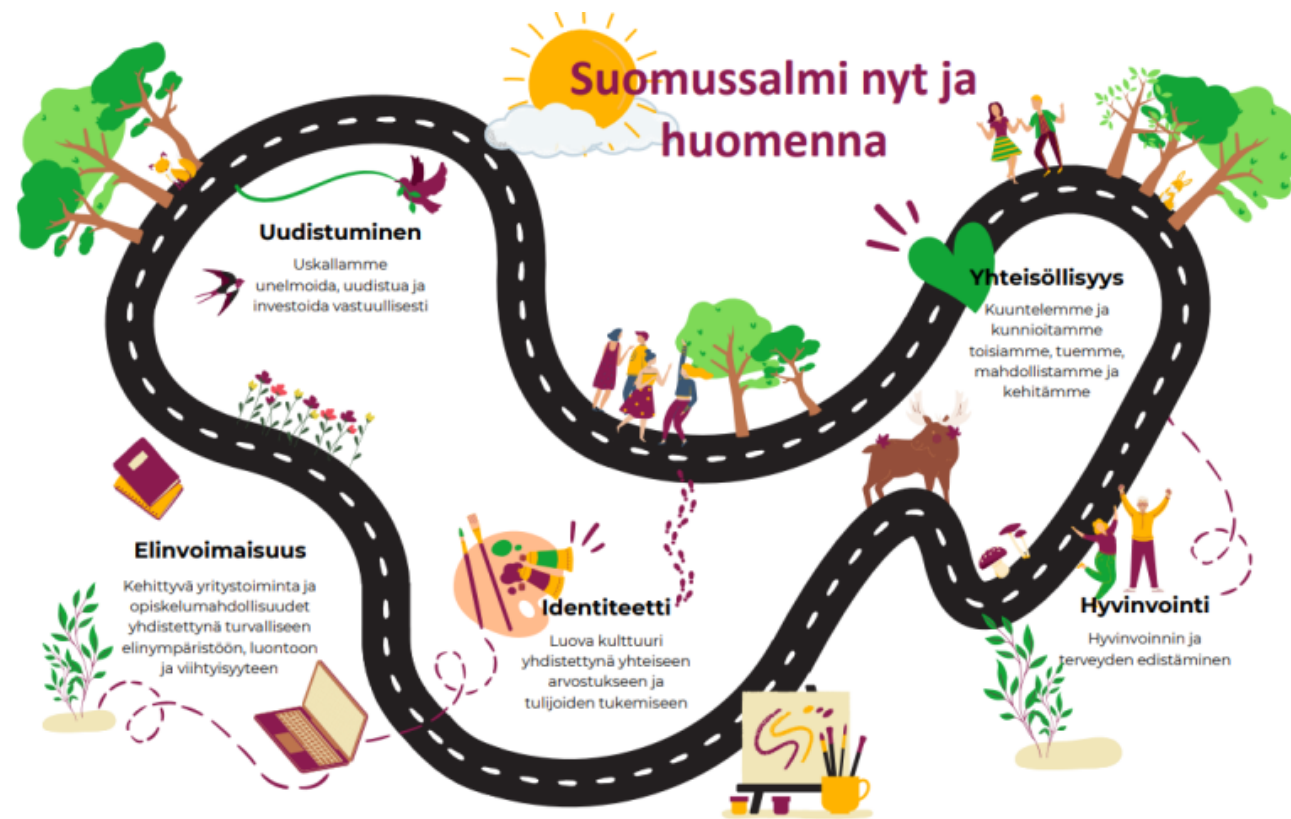 Suomussalmi nyt ja
huomenna
Uudistuminen
Uskallamme
unelmoida, uudistua ja
investoida vastuullisesti
Yhteisöllisyys
Kuuntelemme ja
kunnioitamme
toisiamme, tuemme,
mahdollistamme ja
kehitämme
Elinvoimaisuus
Kehittyvä yritystoiminta ja
opiskelumahdollisuudet
yhdistettynä turvalliseen
elinympäristöön, luontoon
ja viihtyisyyteen
Identiteetti
Luova kulttuuri
yhdistettynä yhteiseen
arvostukseen ja
tulijoiden tukemiseen
Hyvinvointi
Hyvinvoinnin ja
terveyden edistäminen